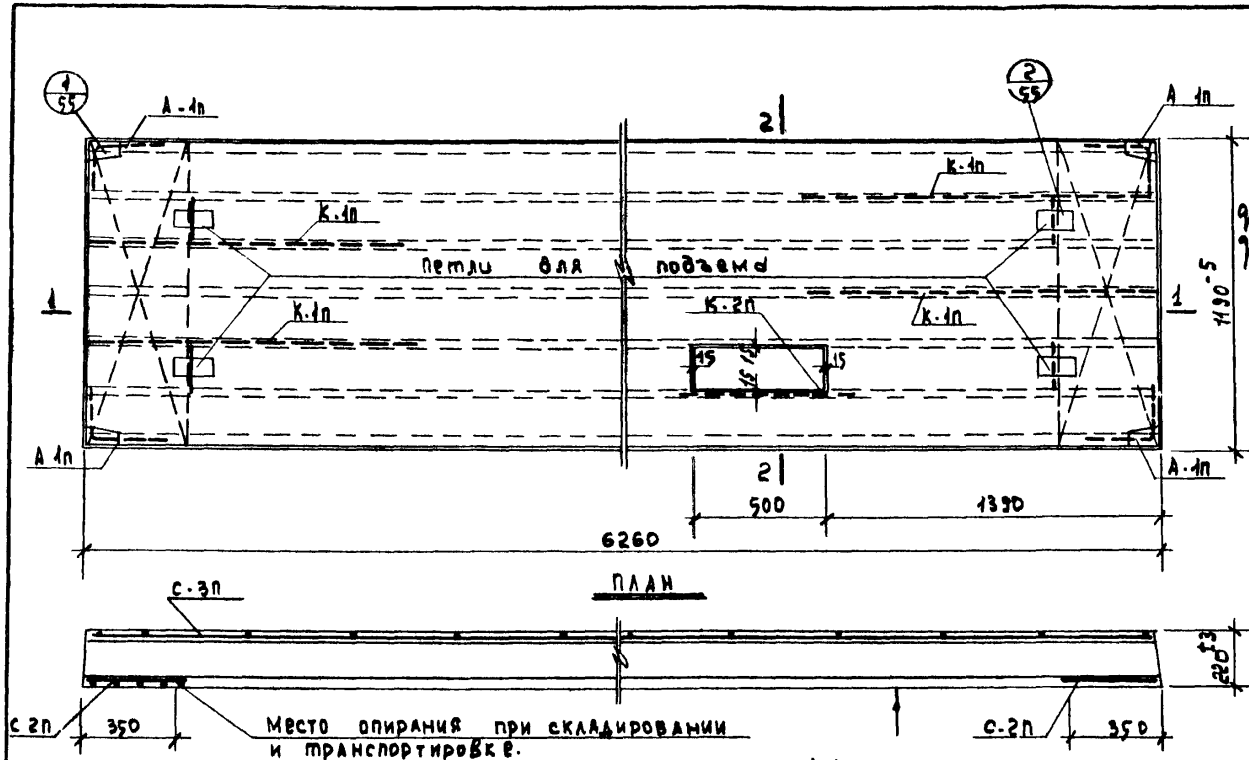 1
55
2
55
А-1п
2
А 1п
К-1п
К-1п
петли для подъема
1
К-2п
К-1п
К-1п
1
1190-5
15
15
15
15
А 1п
2
А-1п
500
1390
6260
ПЛАН
с-3п
220±3
с 2п
350
Место опирания при складировании
и транспортировке.
с-2п
350